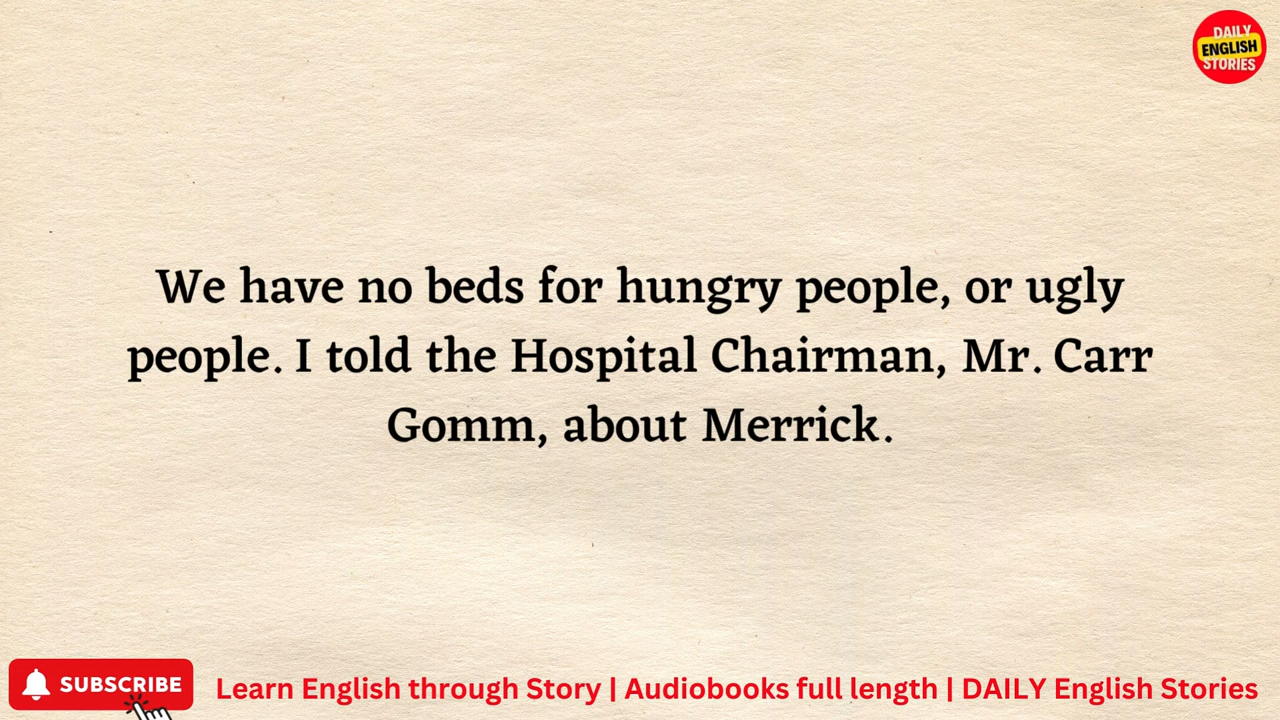 DAILY
ENGLISH
STORIES
We have no beds for hungry people, or ugly
people. I told the Hospital Chairman, Mr. Carr
Gomm, about Merrick.
SUBSCRIBE
Learn English through Story | Audiobooks full length | DAILY English Stories